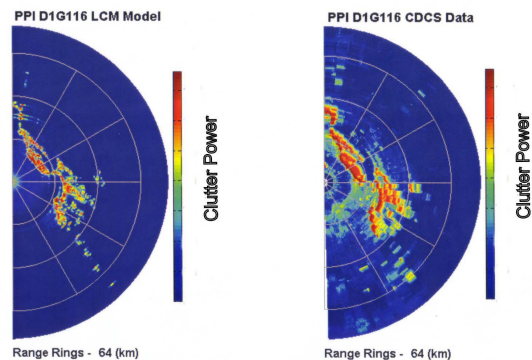 PPI D1G116 LCM Model
PPI D1G116 CDCS Data
Clutter Power
Clutter Power
Range Rings - 64 (km)
Range Rings - 64 (km)